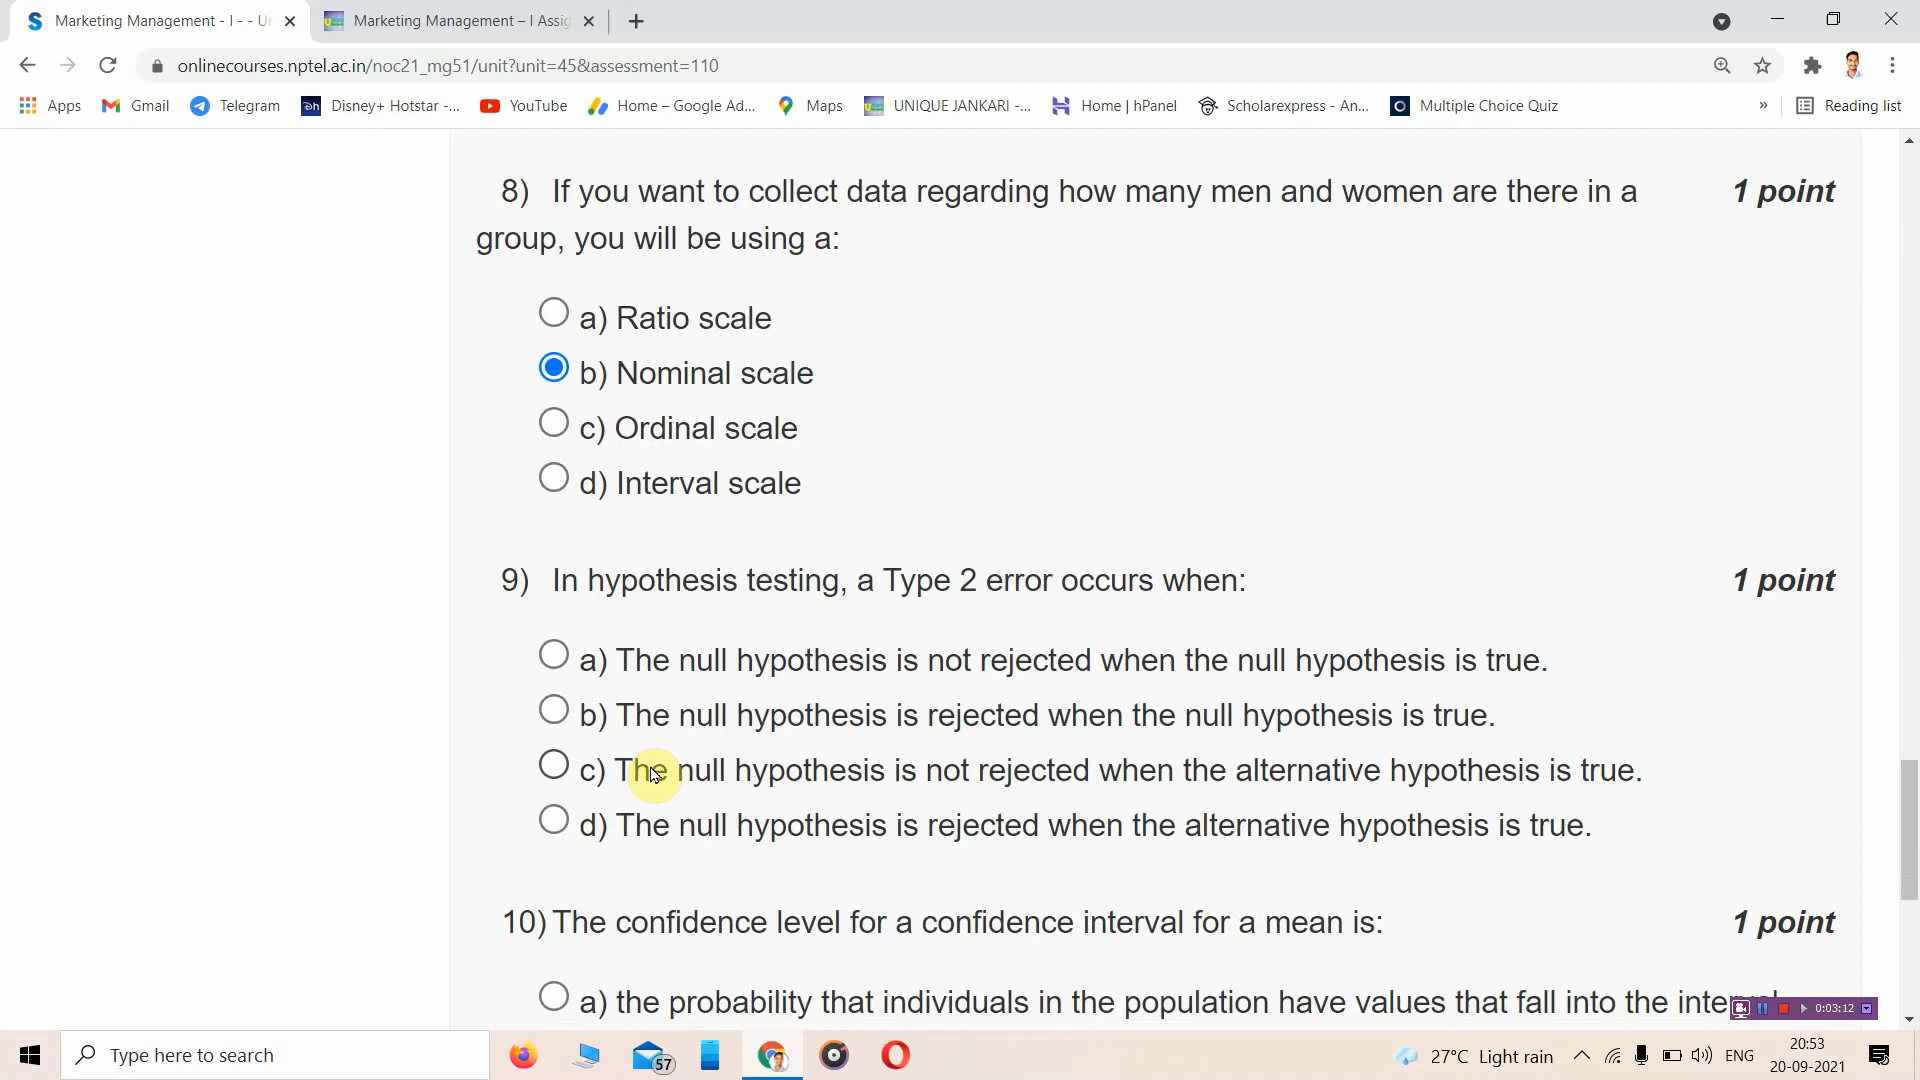 Marketing Management - I - - U
Marketing Management – I Assig
onlinecourses.nptel.ac.in/noc21_mg51/unit?unit=45&assessment=110
Apps
Gmail
Telegram
Disney+ Hotstar -...
YouTube
Home – Google Ad...
Maps
UNIQUE JANKARI -...
Home | hPanel
Scholarexpress - An...
Multiple Choice Quiz
»
Reading list
8) If you want to collect data regarding how many men and women are there in a
1 point
group, you will be using a:
a) Ratio scale
b) Nominal scale
c) Ordinal scale
d) Interval scale
9) In hypothesis testing, a Type 2 error occurs when:
1 point
a) The null hypothesis is not rejected when the null hypothesis is true.
b) The null hypothesis is rejected when the null hypothesis is true.
c) The null hypothesis is not rejected when the alternative hypothesis is true.
d) The null hypothesis is rejected when the alternative hypothesis is true.
10) The confidence level for a confidence interval for a mean is:
1 point
a) the probability that individuals in the population have values that fall into the
0:03:12
Type here to search
57
27°C Light rain
ENG
20:53
20-09-2021